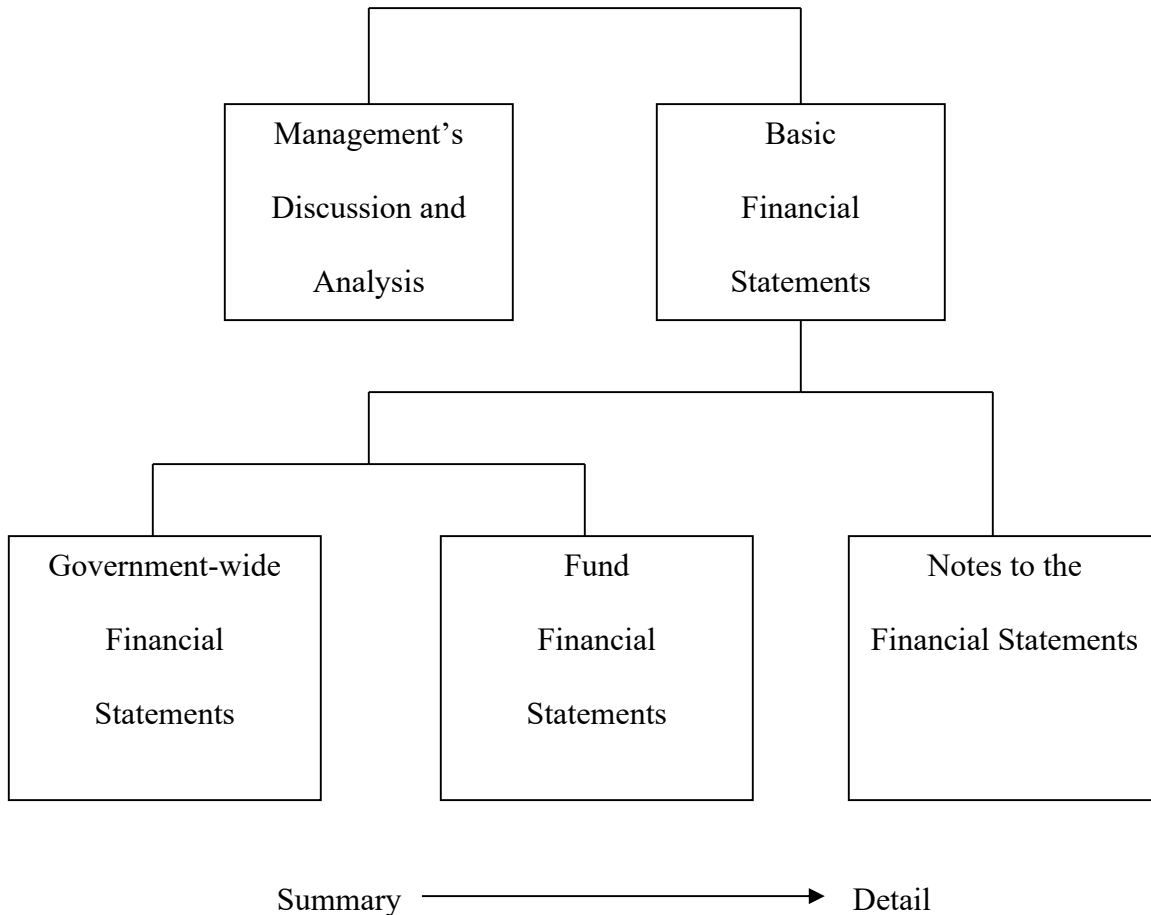 Management’s
Discussion and
Analysis
Basic
Financial
Statements
Government-wide
Financial
Statements
Fund
Financial
Statements
Notes to the
Financial Statements
Summary
Detail